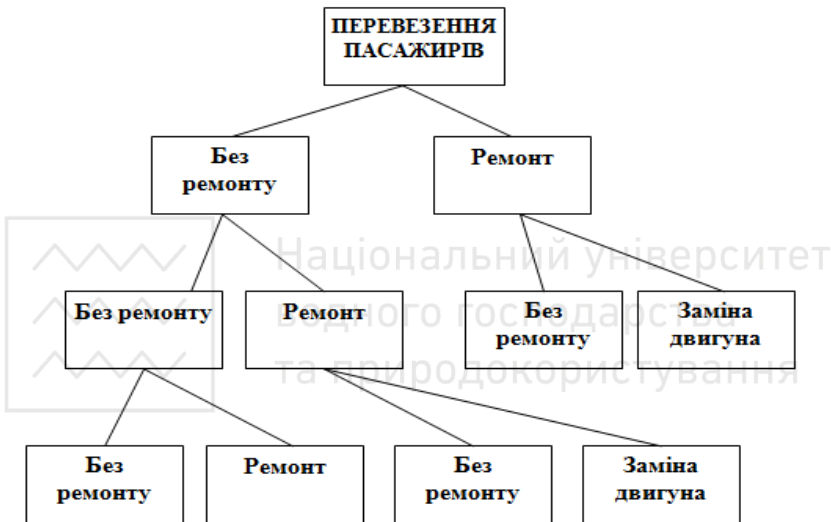 ПЕРЕВЕЗЕННЯ
ПАСАЖИРІВ
Без
ремонту
Ремонт
Національний університет
водного господарства
та природокористування
Без ремонту
Ремонт
Без
ремонту
Заміна
двигуна
Без
ремонту
Ремонт
Без
ремонту
Заміна
двигуна